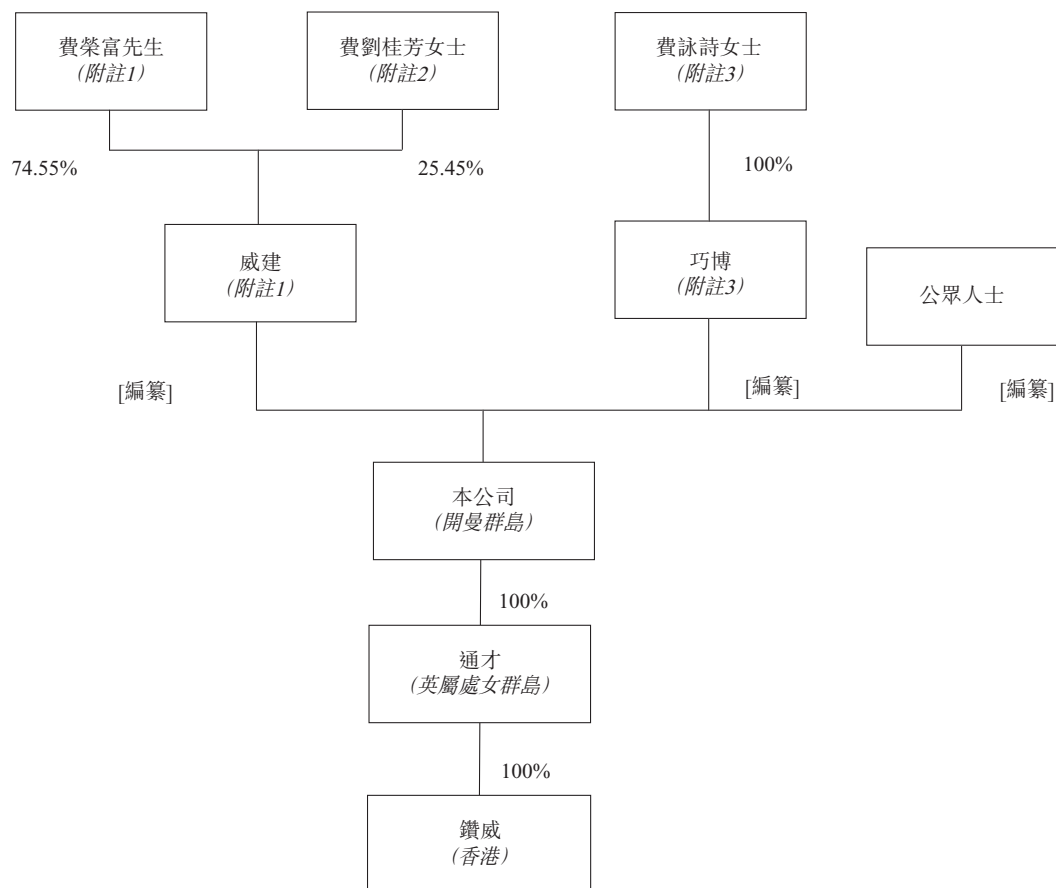 費榮富先生
(附註1)
費劉桂芳女士
(附註2)
費詠詩女士
(附註3)
74.55%
25.45%
100%
威建
(附註1)
巧博
(附註3)
公眾人士
[編纂]
[編纂]
[編纂]
本公司
(開曼群島)
100%
通才
(英屬處女群島)
100%
鑽威
(香港)